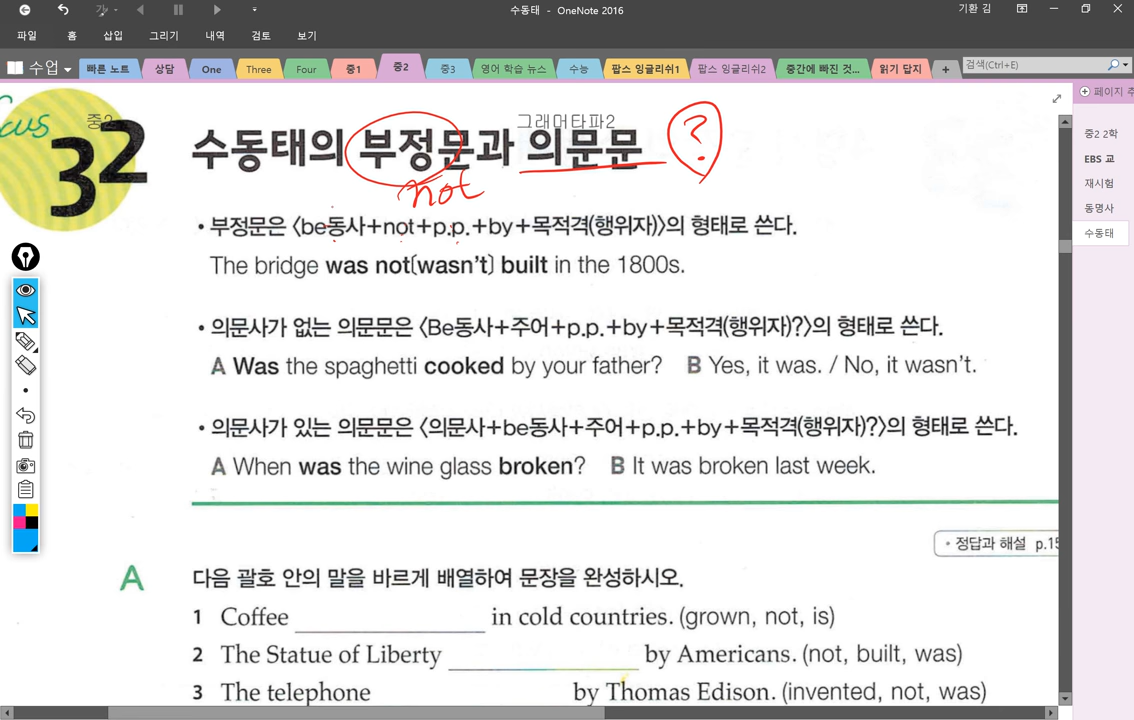 수동태 - OneNote 2016
기환 김
파일 홈 삽입 그리기 내역 검토 보기
수업 빠른 노트 상담 One Three Four 중1 중2 중3 영어 학습 뉴스 수능 팝스 잉글리쉬1 팝스 잉글리쉬2 중간에 빠진 것... 읽기 답지 + 검색(Ctrl+E)
페이지 추
중2 2학
EBS 교
재시험
동명사
수동태
cus 중2 그래머타파2
32 수동태의 부정문과 의문문 ?
not
• 부정문은 〈be동사+not+p.p.+by+목적격(행위자)〉의 형태로 쓴다.
The bridge was not(wasn't) built in the 1800s.
• 의문사가 없는 의문문은 〈Be동사+주어+p.p.+by+목적격(행위자)?〉의 형태로 쓴다.
A Was the spaghetti cooked by your father? B Yes, it was. / No, it wasn't.
• 의문사가 있는 의문문은 〈의문사+be동사+주어+p.p.+by+목적격(행위자)?〉의 형태로 쓴다.
A When was the wine glass broken? B It was broken last week.
• 정답과 해설 p.15
A 다음 괄호 안의 말을 바르게 배열하여 문장을 완성하시오.
1 Coffee ____________ in cold countries. (grown, not, is)
2 The Statue of Liberty ____________ by Americans. (not, built, was)
3 The telephone by Thomas Edison. (invented, not, was)